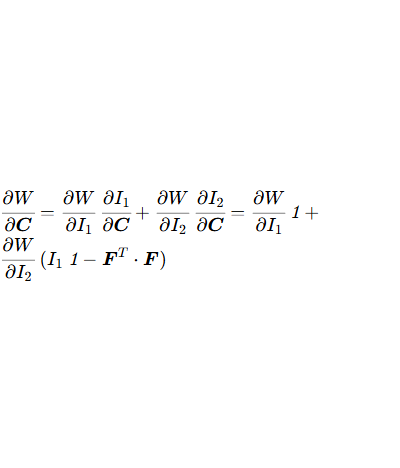 ∂W/∂C = ∂W/∂I₁ ∂I₁/∂C + ∂W/∂I₂ ∂I₂/∂C = ∂W/∂I₁ 1 +
∂W/∂I₂ (I₁ 1 − Fᵀ · F)